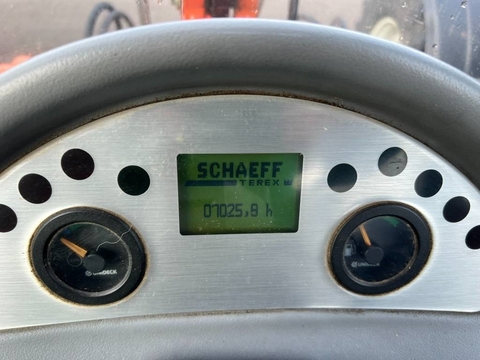 SCHAEFF
TEREX
07025,8 h